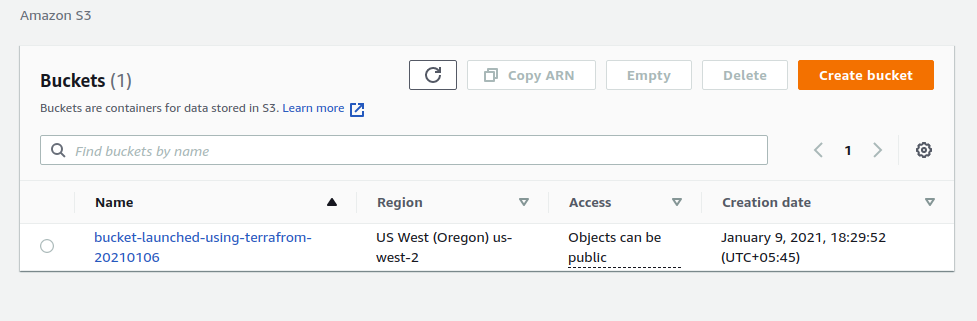 Amazon S3
Buckets (1)
Copy ARN
Empty
Delete
Create bucket
Buckets are containers for data stored in S3. Learn more
Find buckets by name
1
Name
Region
Access
Creation date
bucket-launched-using-terrafrom-
20210106
US West (Oregon) us-
west-2
Objects can be
public
January 9, 2021, 18:29:52
(UTC+05:45)